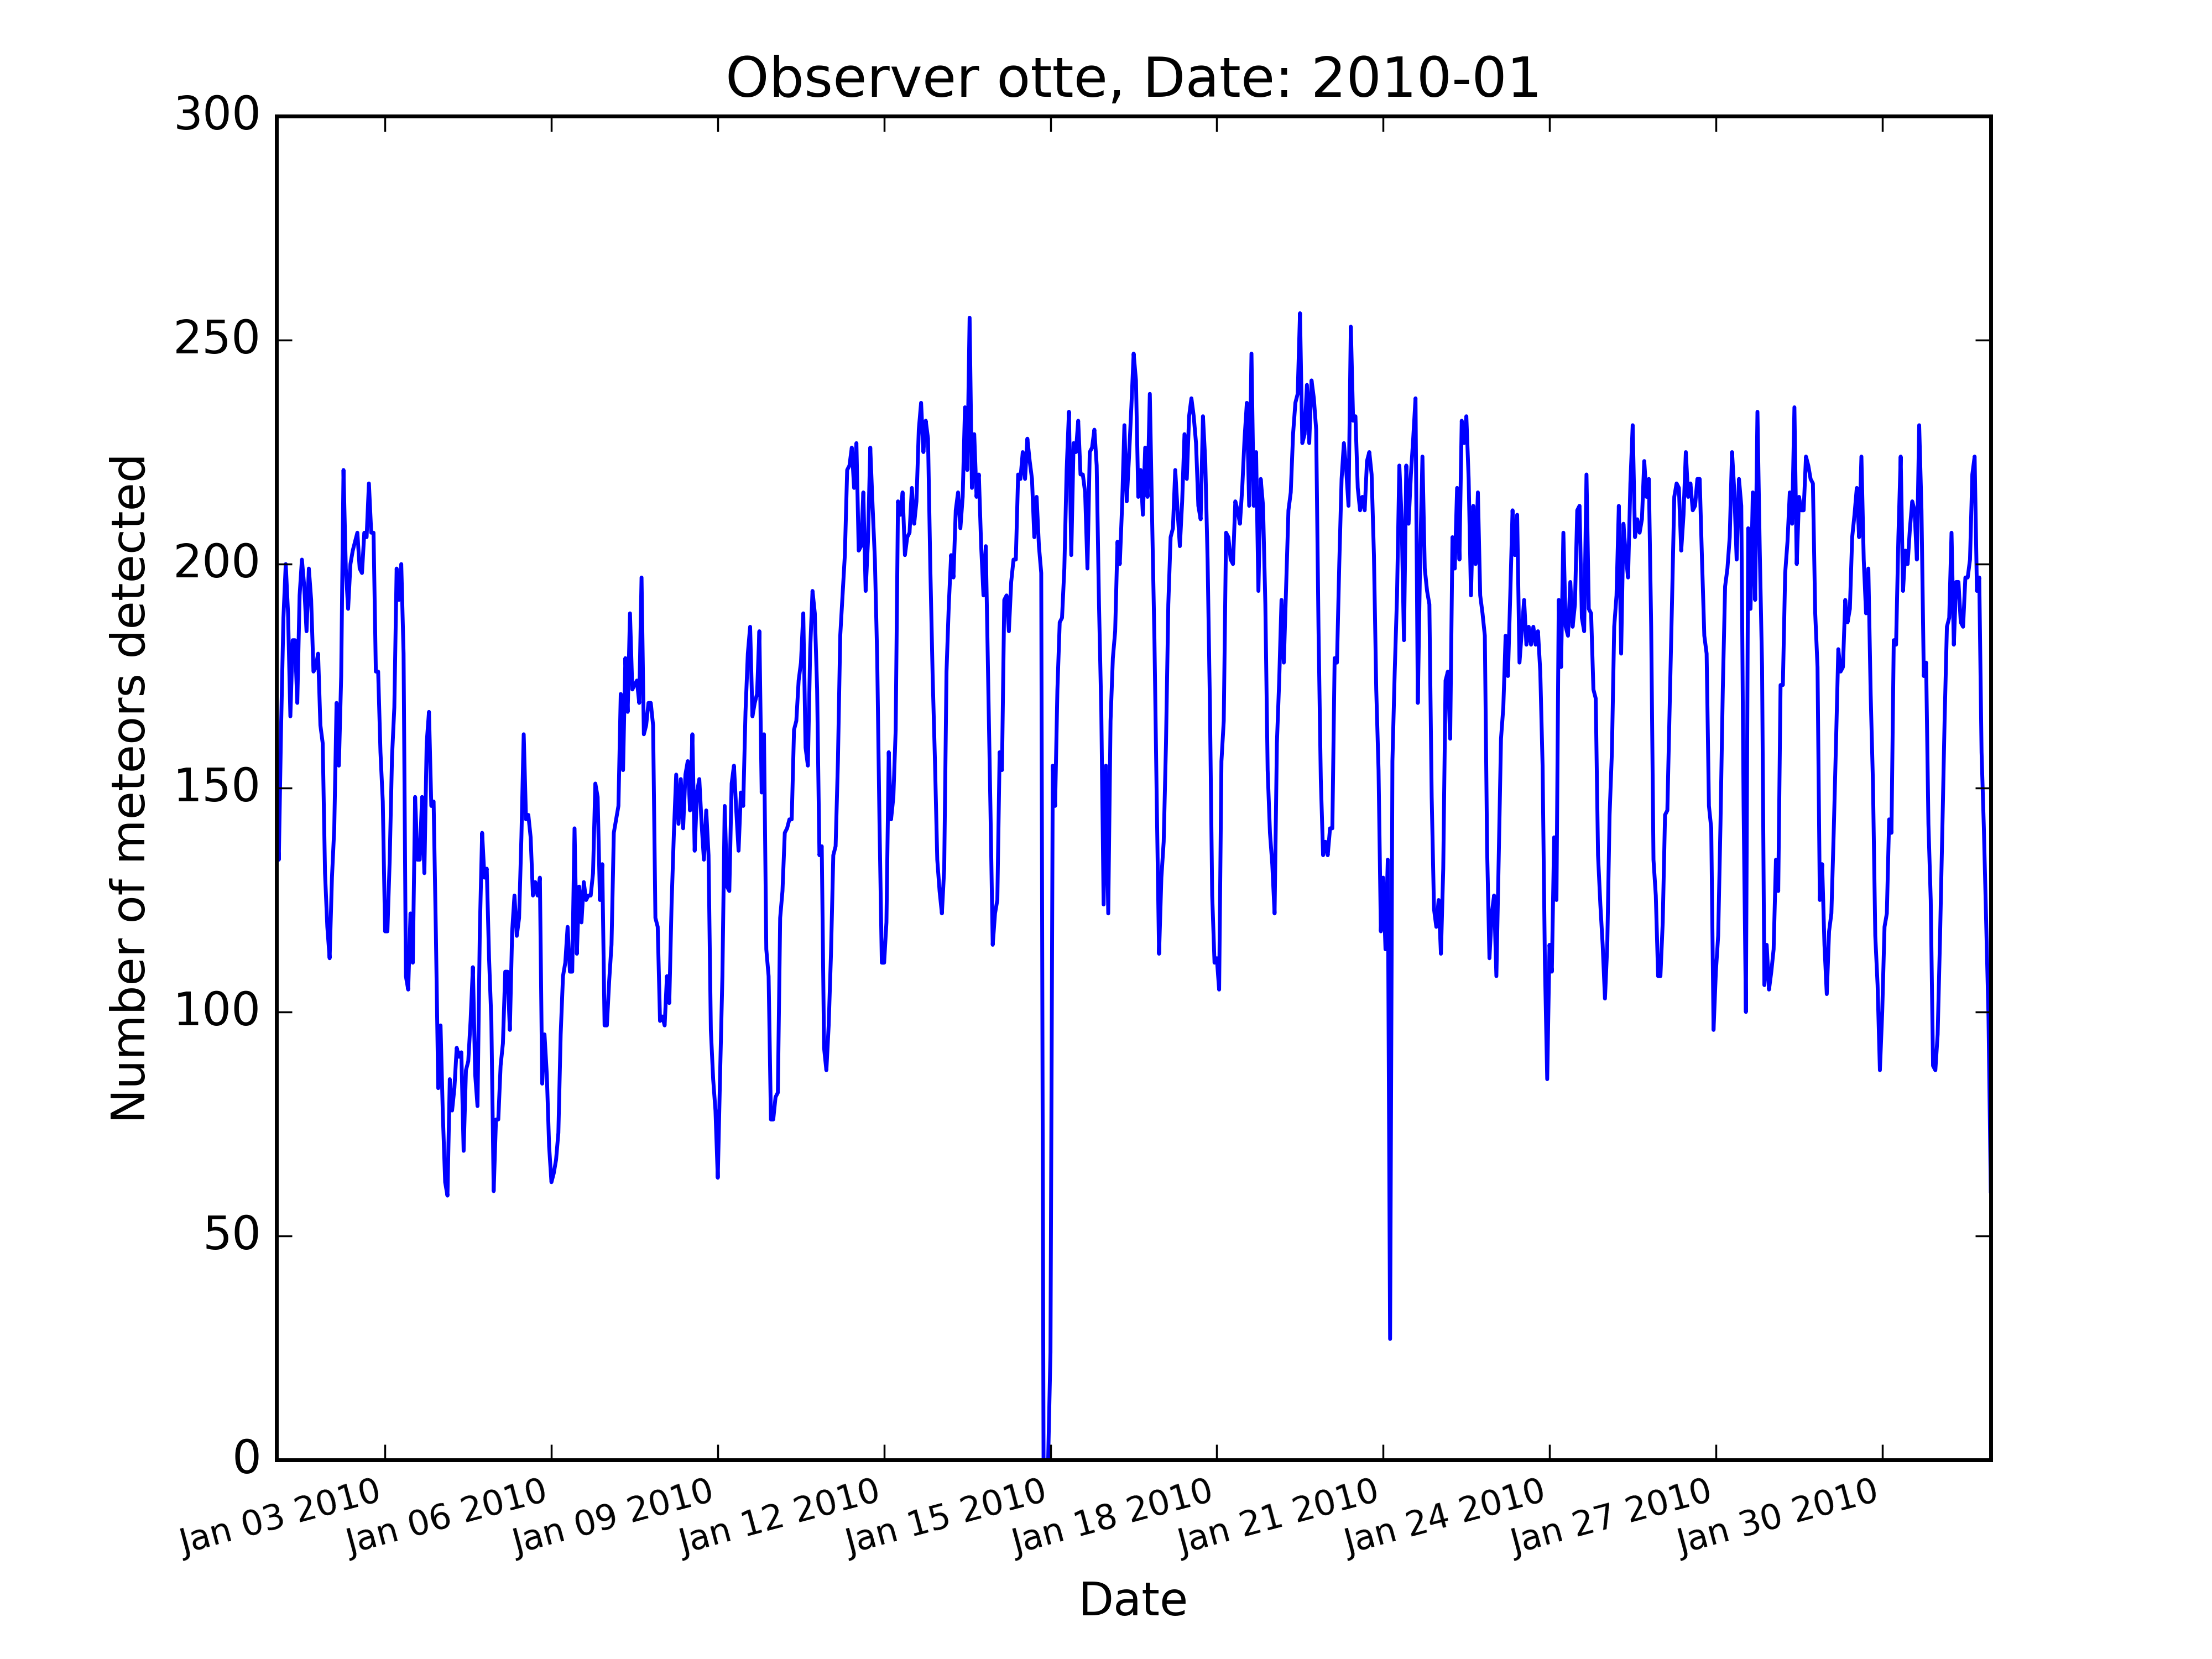 Observer otte, Date: 2010-01
300
250
200
150
100
50
0
Number of meteors detected
Jan 03 2010
Jan 06 2010
Jan 09 2010
Jan 12 2010
Jan 15 2010
Jan 18 2010
Jan 21 2010
Jan 24 2010
Jan 27 2010
Jan 30 2010
Date